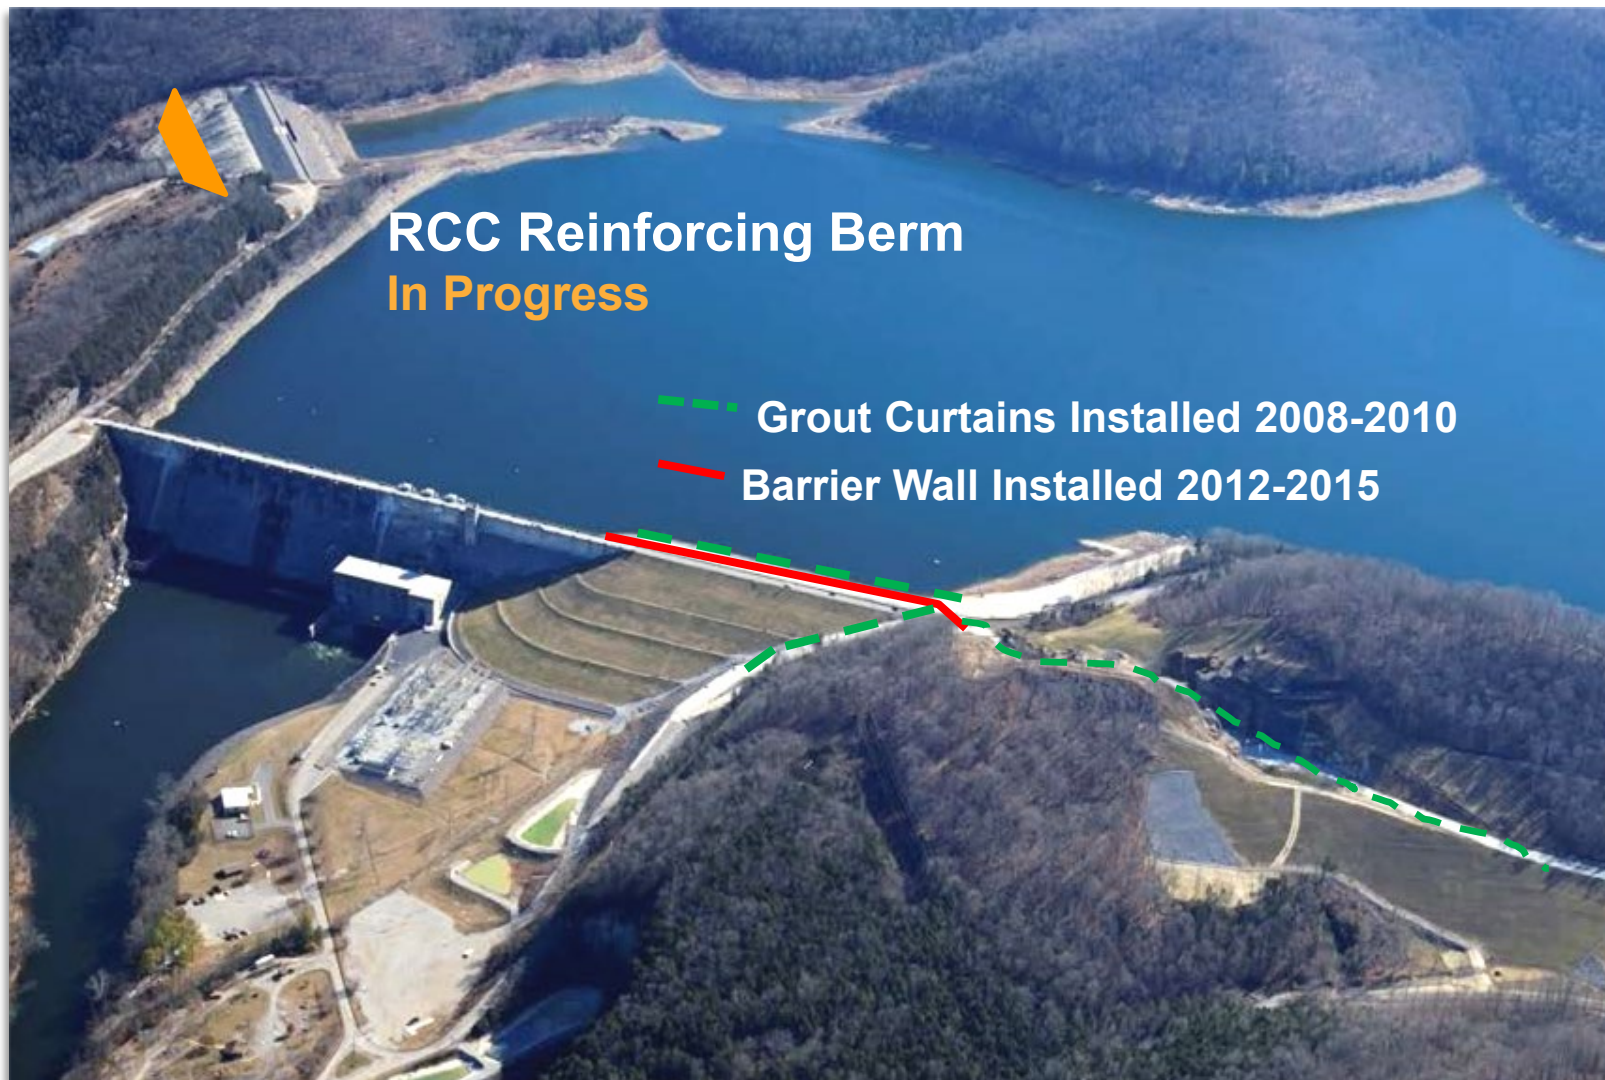 RCC Reinforcing Berm
In Progress
Grout Curtains Installed 2008-2010
Barrier Wall Installed 2012-2015